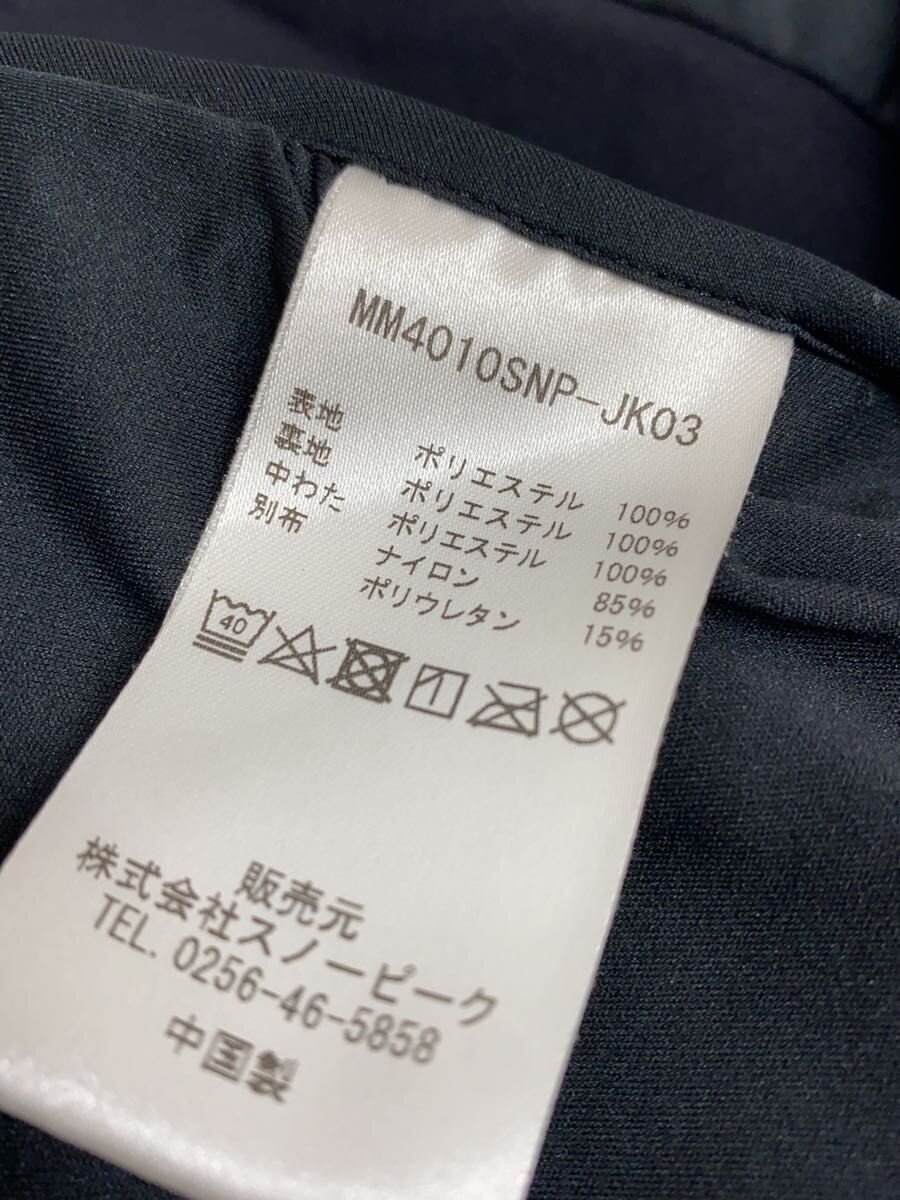 MM4010SNP-JK03
表地 ポリエステル 100%
裏地 ポリエステル 100%
中わた ポリエステル 100%
別布 ナイロン 85%
ポリウレタン 15%
40
販売元
株式会社スノーピーク
TEL. 0256-46-5858
中国製